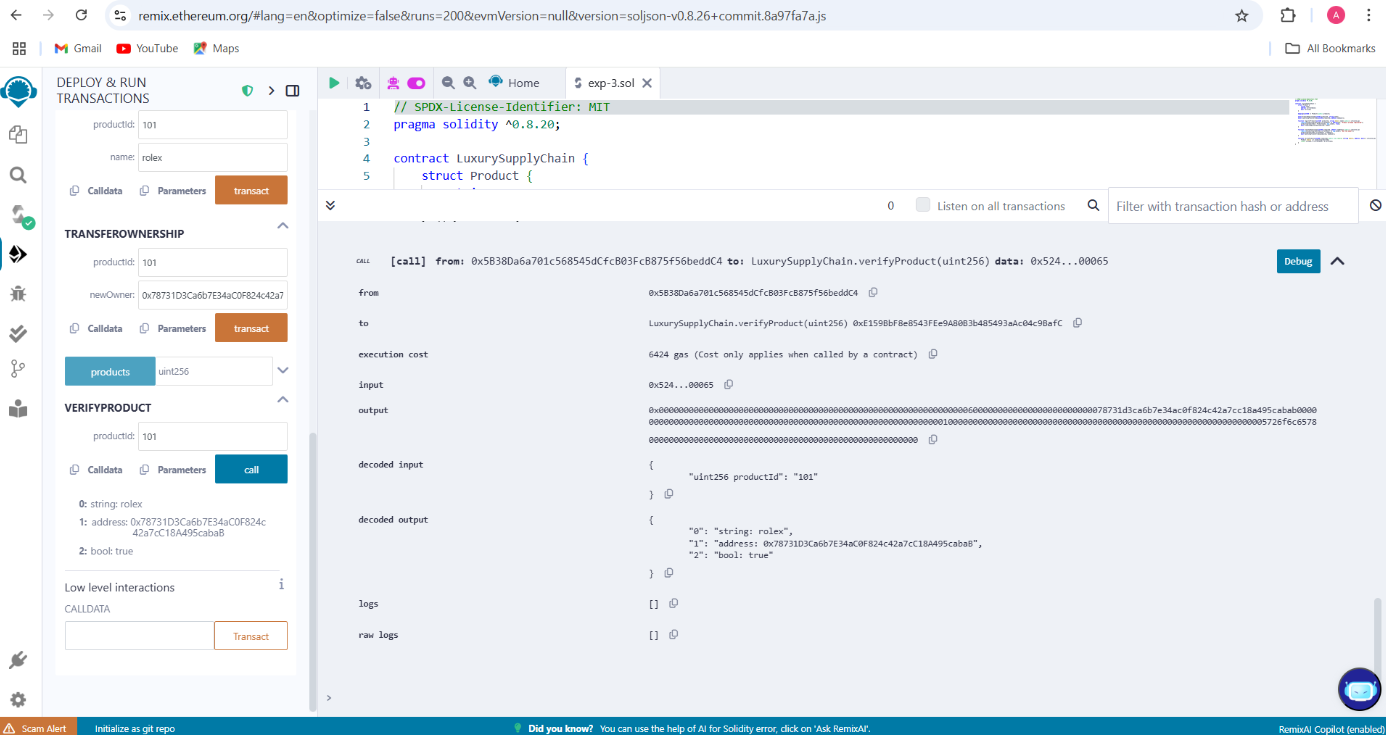 remix.ethereum.org/#lang=en&optimize=false&runs=200&evmVersion=null&version=soljson-v0.8.26+commit.8a97fa7a.js
A
Gmail YouTube Maps All Bookmarks
DEPLOY & RUN
TRANSACTIONS
productId: 101
name: rolex
Calldata Parameters transact
TRANSFEROWNERSHIP
productId: 101
newOwner: 0x78731D3Ca6b7E34aC0F824c42a7
Calldata Parameters transact
products uint256
VERIFYPRODUCT
productId: 101
Calldata Parameters call
0: string: rolex
1: address: 0x78731D3Ca6b7E34aC0F824c
42a7cC18A495cabaB
2: bool: true
Low level interactions i
CALLDATA
Transact
Home exp-3.sol
1 // SPDX-License-Identifier: MIT
2 pragma solidity ^0.8.20;
3
4 contract LuxurySupplyChain {
5 struct Product {
0 Listen on all transactions Filter with transaction hash or address
CALL [call] from: 0x5B38Da6a701c568545dCfcB03FcB875f56beddC4 to: LuxurySupplyChain.verifyProduct(uint256) data: 0x524...00065 Debug
from 0x5B38Da6a701c568545dCfcB03FcB875f56beddC4
to LuxurySupplyChain.verifyProduct(uint256) 0xE159BbF8e8543FEe9A80B3b485493aAc04c9BafC
execution cost 6424 gas (Cost only applies when called by a contract)
input 0x524...00065
output
decoded input {
"uint256 productId": "101"
}
decoded output {
"0": "string: rolex",
"1": "address: 0x78731D3Ca6b7E34aC0F824c42a7cC18A495cabaB",
"2": "bool: true"
}
logs []
raw logs []
>
Scam Alert Initialize as git repo Did you know? You can use the help of AI for Solidity error, click on 'Ask RemixAI'. RemixAI Copilot (enabled)